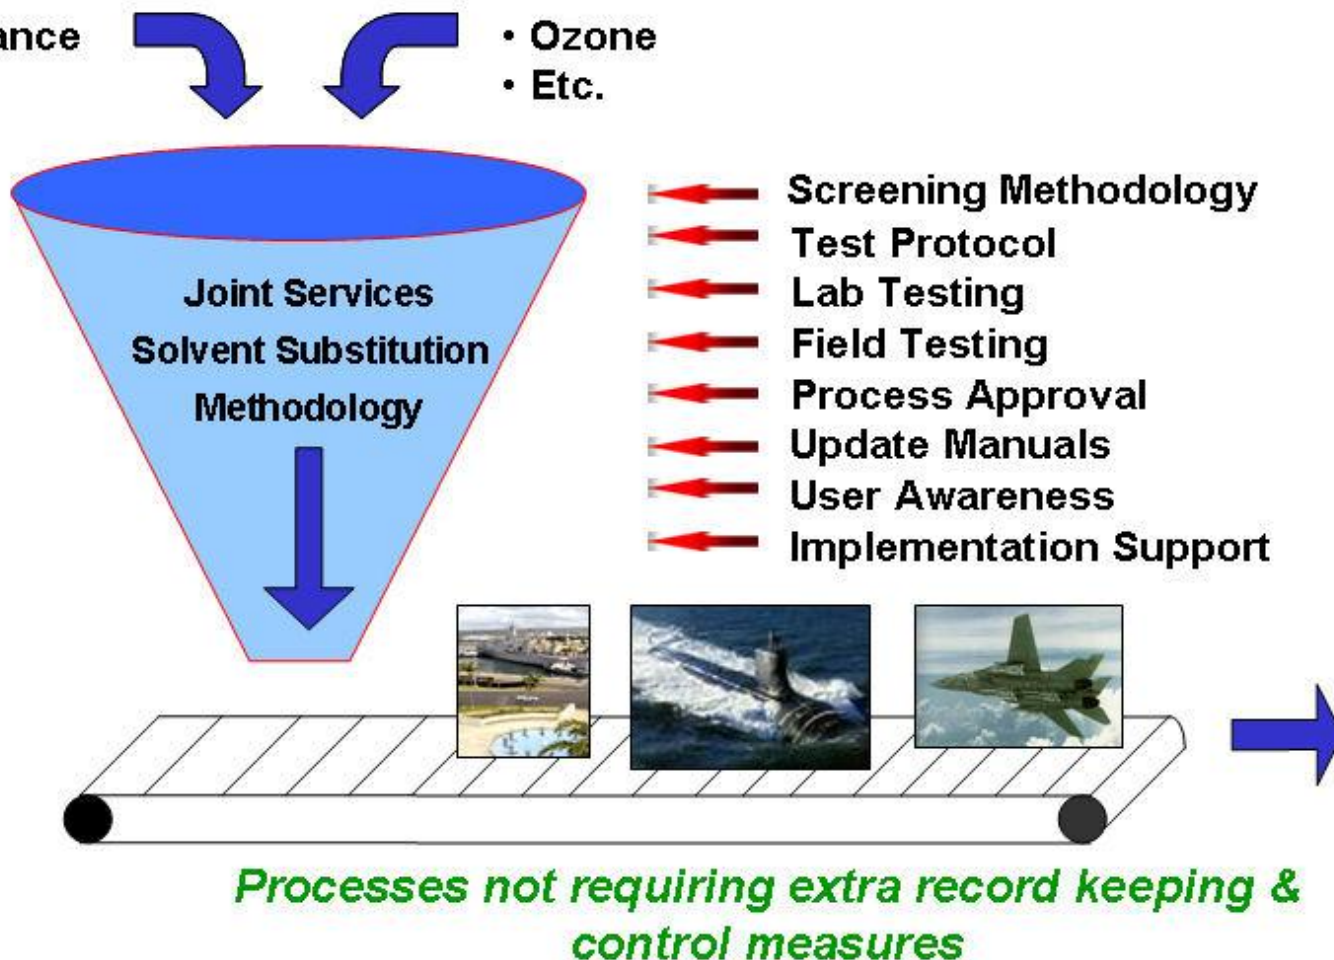 • Ozone
• Etc.
Joint Services
Solvent Substitution
Methodology
Screening Methodology
Test Protocol
Lab Testing
Field Testing
Process Approval
Update Manuals
User Awareness
Implementation Support
Processes not requiring extra record keeping &
control measures